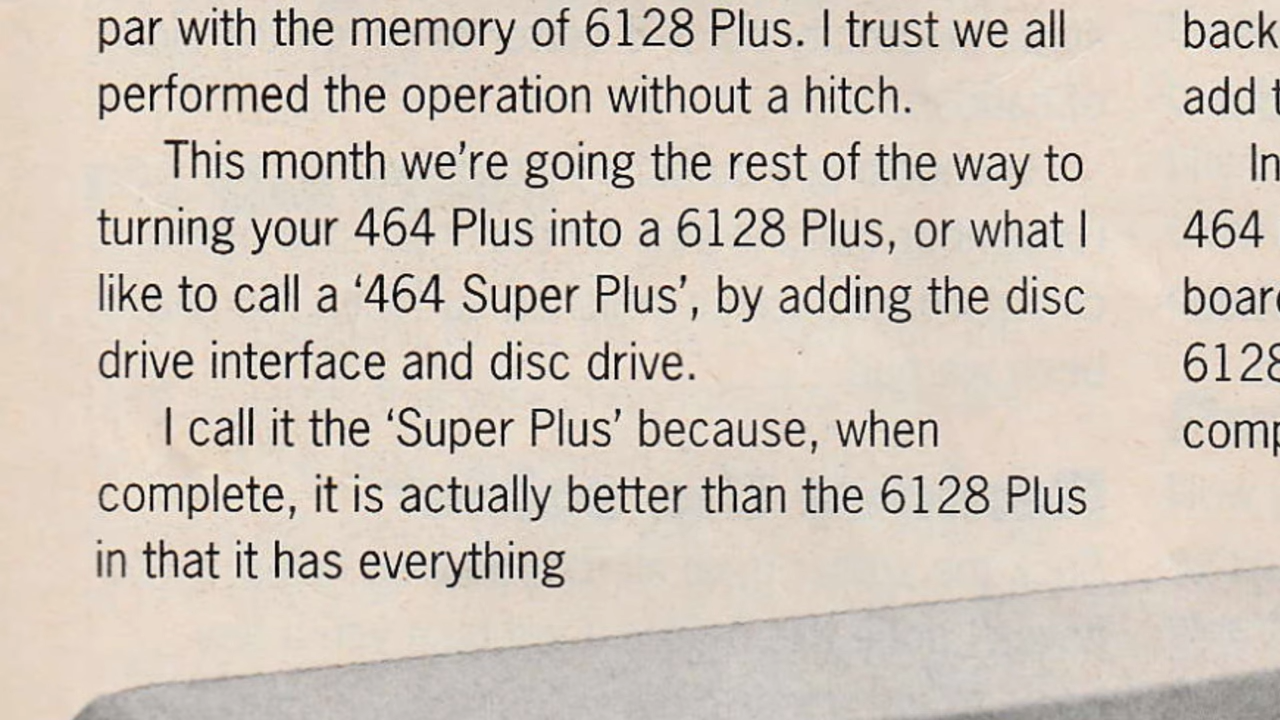 par with the memory of 6128 Plus. I trust we all
performed the operation without a hitch.
This month we're going the rest of the way to
turning your 464 Plus into a 6128 Plus, or what I
like to call a ‘464 Super Plus’, by adding the disc
drive interface and disc drive.
I call it the ‘Super Plus’ because, when
complete, it is actually better than the 6128 Plus
in that it has everything
back
add
In
464
6128